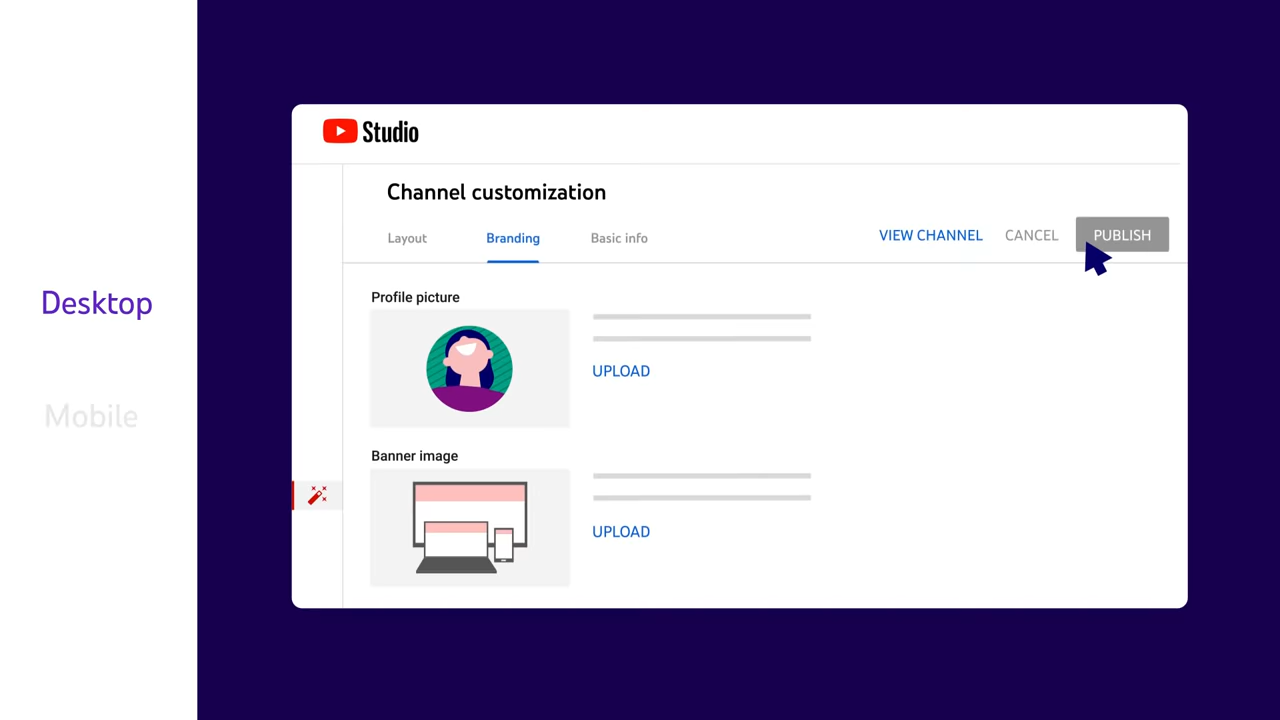 Desktop
Mobile
Studio
Channel customization
Layout Branding Basic info VIEW CHANNEL CANCEL PUBLISH
Profile picture
UPLOAD
Banner image
UPLOAD